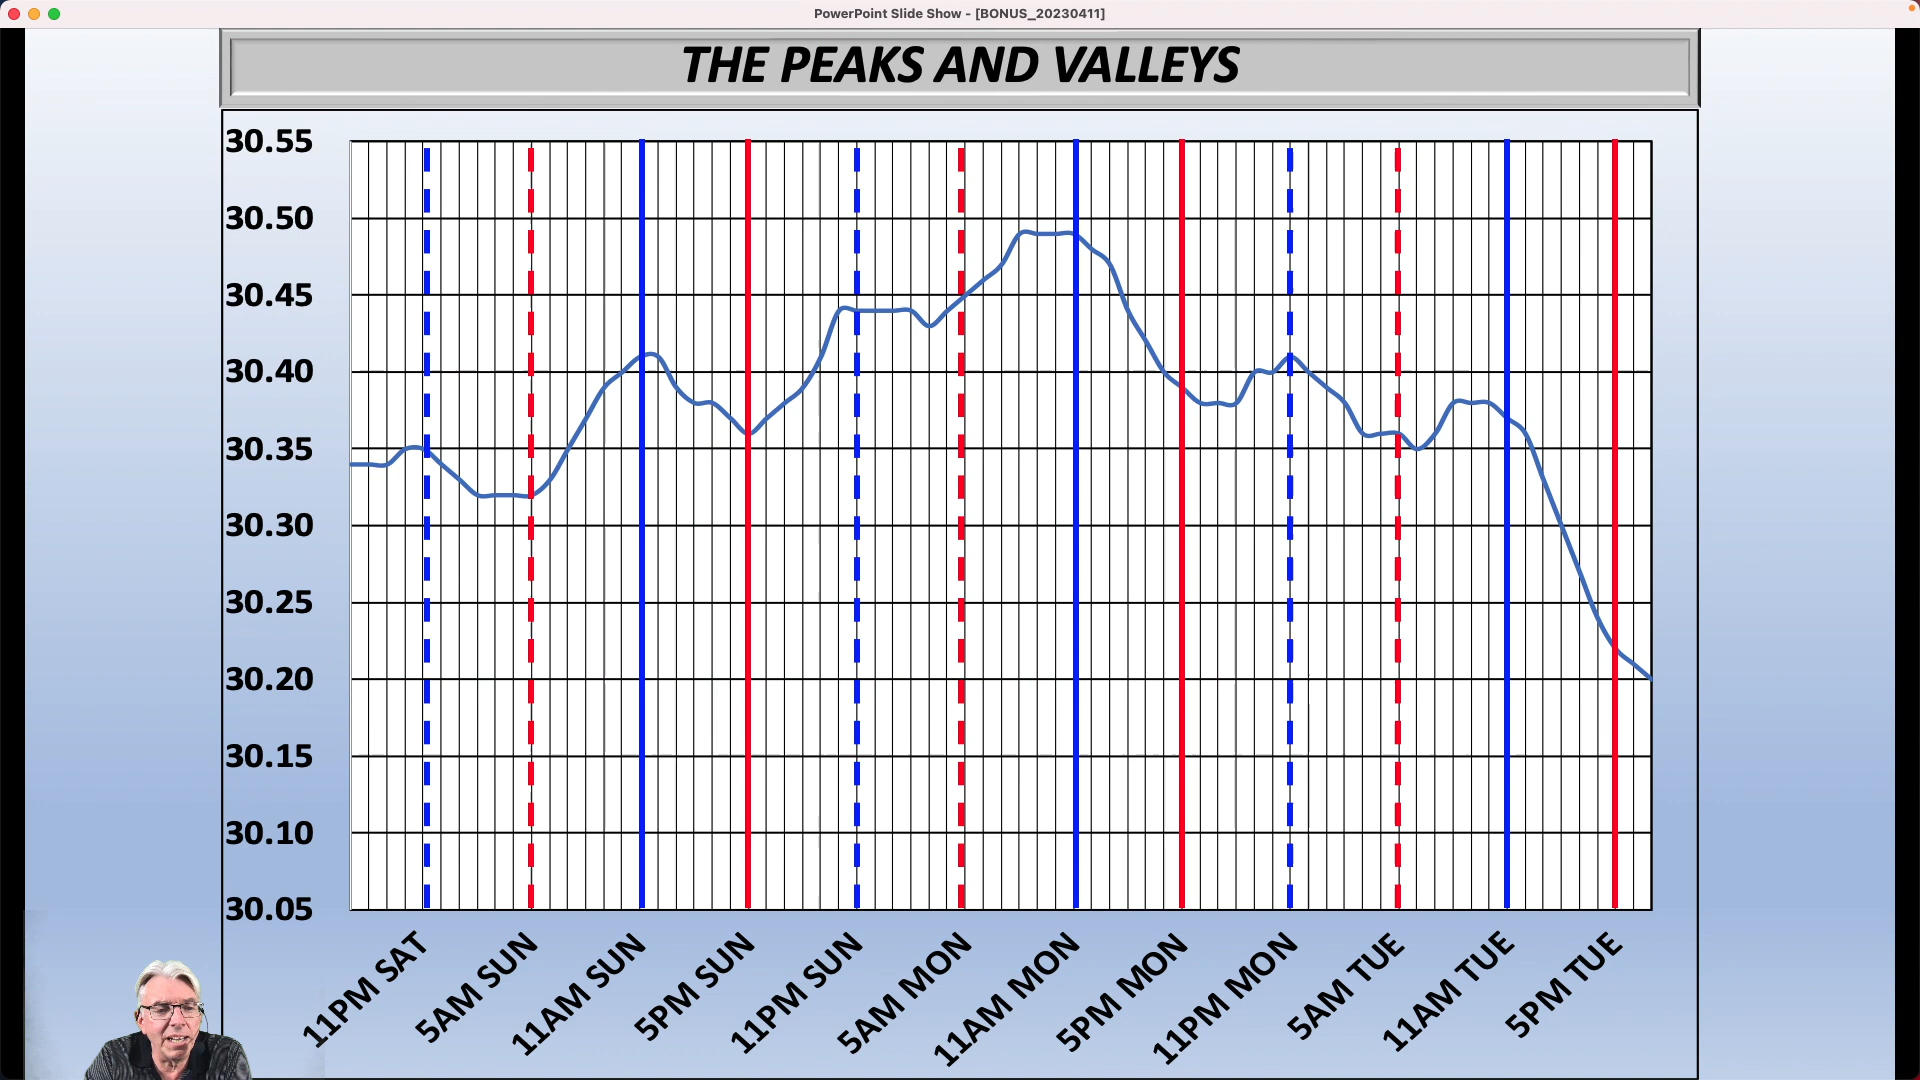 PowerPoint Slide Show - [BONUS_20230411]
THE PEAKS AND VALLEYS
30.55
30.50
30.45
30.40
30.35
30.30
30.25
30.20
30.15
30.10
30.05
11PM SAT
5AM SUN
11AM SUN
5PM SUN
11PM SUN
5AM MON
11AM MON
5PM MON
11PM MON
5AM TUE
11AM TUE
5PM TUE